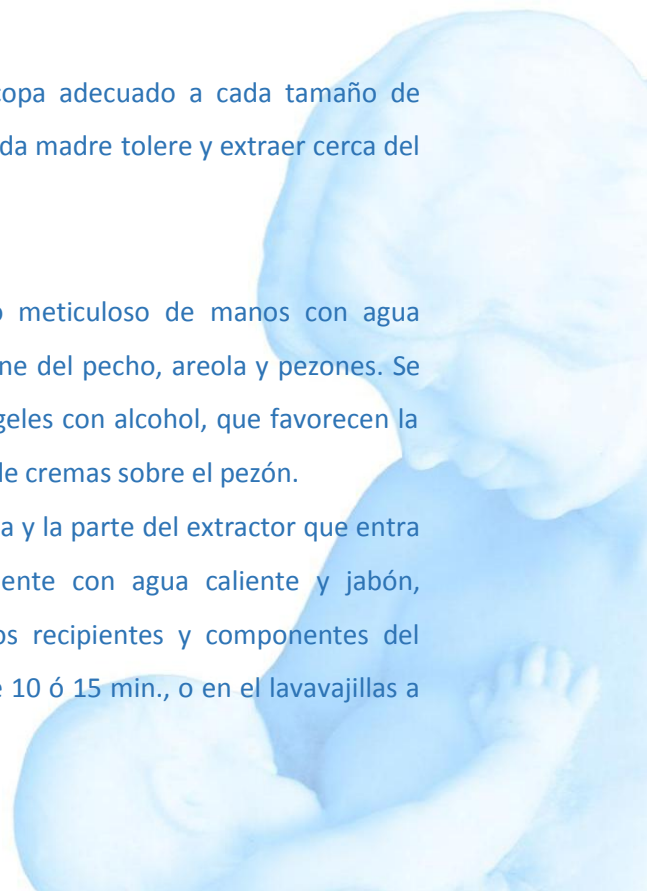 copa adecuado a cada tamaño de
da madre tolere y extraer cerca del
o meticuloso de manos con agua
ne del pecho, areola y pezones. Se
geles con alcohol, que favorecen la
de cremas sobre el pezón.
a y la parte del extractor que entra
ente con agua caliente y jabón,
os recipientes y componentes del
e 10 ó 15 min., o en el lavavajillas a